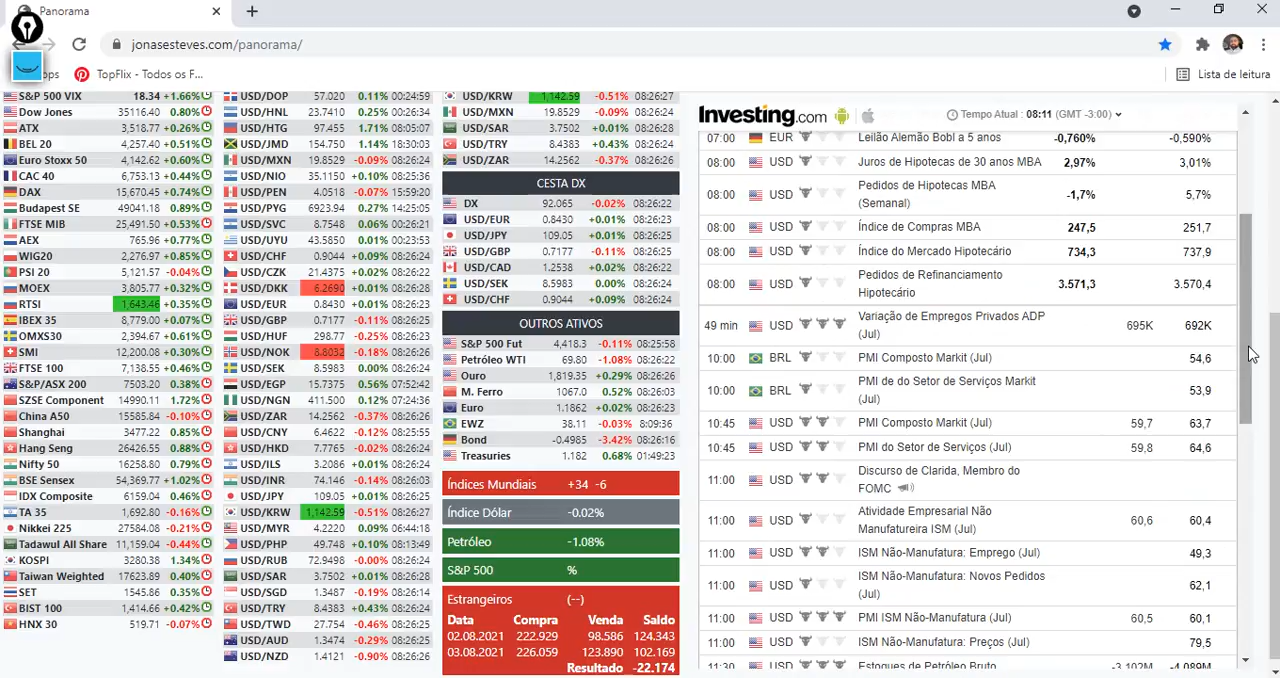 Panorama
jonasesteves.com/panorama/
TopFlix - Todos os F...
Lista de leitura
S&P 500 VIX 18.34 +1.66%
Dow Jones 35116.40 0.80%
ATX 3,518.77 +0.26%
BEL 20 4,257.40 +0.51%
Euro Stoxx 50 4,142.62 +0.60%
CAC 40 6,753.13 +0.44%
DAX 15,670.45 +0.74%
Budapest SE 49041.18 0.89%
FTSE MIB 25,491.50 +0.53%
AEX 765.96 +0.77%
WIG20 2,276.97 +0.85%
PSI 20 5,121.57 -0.04%
MOEX 3,805.77 +0.32%
RTSI 1,643.46 +0.35%
IBEX 35 8,779.00 +0.07%
OMXS30 2,394.67 +0.61%
SMI 12,200.08 +0.30%
FTSE 100 7,138.55 +0.46%
S&P/ASX 200 7503.20 0.38%
SZSE Component 14990.11 1.72%
China A50 15585.84 -0.10%
Shanghai 3477.22 0.85%
Hang Seng 26426.55 0.88%
Nifty 50 16258.80 0.79%
BSE Sensex 54,369.77 +1.02%
IDX Composite 6159.04 0.46%
TA 35 1,692.80 -0.16%
Nikkei 225 27584.08 -0.21%
Tadawul All Share 11,159.04 -0.44%
KOSPI 3280.38 1.34%
Taiwan Weighted 17623.89 0.40%
SET 1545.86 0.35%
BIST 100 1,414.66 +0.42%
HNX 30 519.71 -0.07%
USD/DOP 57.020 0.11% 00:24:59
USD/HNL 23.7410 0.25% 00:27:11
USD/HTG 97.455 1.71% 08:05:07
USD/JMD 154.750 1.14% 18:30:03
USD/MXN 19.8529 -0.09% 08:26:24
USD/NIO 35.1150 0.10% 08:25:36
USD/PEN 4.0518 -0.07% 15:59:20
USD/PYG 6923.94 0.27% 14:25:05
USD/SVC 8.7548 0.06% 00:26:21
USD/UYU 43.5850 0.01% 00:23:53
USD/CHF 0.9044 +0.09% 08:26:24
USD/CZK 21.4375 +0.02% 08:26:22
USD/DKK 6.2690 +0.01% 08:26:28
USD/EUR 0.8430 +0.01% 08:26:23
USD/GBP 0.7177 -0.11% 08:26:25
USD/HUF 298.77 -0.25% 08:26:23
USD/NOK 8.8032 -0.18% 08:26:26
USD/SEK 8.5983 0.00% 08:26:24
USD/EGP 15.7375 0.56% 07:52:42
USD/NGN 411.500 0.12% 07:24:36
USD/ZAR 14.2562 -0.37% 08:26:26
USD/CNY 6.4622 -0.12% 08:25:55
USD/HKD 7.7762 -0.02% 08:26:24
USD/ILS 3.2086 +0.01% 08:26:24
USD/INR 74.146 -0.14% 08:26:03
USD/JPY 109.05 +0.01% 08:26:25
USD/KRW 1,142.59 -0.51% 08:26:27
USD/MYR 4.2220 0.09% 06:44:18
USD/PHP 49.748 +0.10% 08:13:49
USD/RUB 72.9498 -0.00% 08:26:24
USD/SAR 3.7502 +0.01% 08:26:28
USD/SGD 1.3487 -0.19% 08:26:14
USD/TRY 8.4383 +0.43% 08:26:24
USD/TWD 27.754 -0.46% 08:26:25
USD/AUD 1.3474 -0.29% 08:26:25
USD/NZD 1.4121 -0.90% 08:26:26
USD/KRW 1,142.59 -0.51% 08:26:27
USD/MXN 19.8529 -0.09% 08:26:24
USD/SAR 3.7502 +0.01% 08:26:28
USD/TRY 8.4383 +0.43% 08:26:24
USD/ZAR 14.2562 -0.37% 08:26:26
CESTA DX
DX 92.065 -0.02% 08:26:22
USD/EUR 0.8430 +0.01% 08:26:23
USD/JPY 109.05 +0.01% 08:26:25
USD/GBP 0.7177 -0.11% 08:26:25
USD/CAD 1.2538 +0.02% 08:26:22
USD/SEK 8.5983 0.00% 08:26:24
USD/CHF 0.9044 +0.09% 08:26:24
OUTROS ATIVOS
S&P 500 Fut 4,418.3 -0.11% 08:25:58
Petróleo WTI 69.80 -1.08% 08:26:22
Ouro 1,819.35 +0.29% 08:26:26
M. Ferro 1067.0 0.52% 08:26:03
Euro 1.1862 +0.02% 08:26:23
EWZ 38.11 -0.03% 8:09:36
Bond -0.4985 -3.42% 08:26:16
Treasuries 1.182 0.68% 01:49:23
Índices Mundiais +34 -6
Índice Dólar -0.02%
Petróleo -1.08%
S&P 500 %
Estrangeiros (--)
Data Compra Venda Saldo
02.08.2021 222.929 98.586 124.343
03.08.2021 226.059 123.890 102.169
Resultado -22.174
Investing.com
Tempo Atual : 08:11 (GMT -3:00)
07:00 EUR Leilão Alemão Bobl a 5 anos -0,760% -0,590%
08:00 USD Juros de Hipotecas de 30 anos MBA 2,97% 3,01%
08:00 USD Pedidos de Hipotecas MBA
(Semanal) -1,7% 5,7%
08:00 USD Índice de Compras MBA 247,5 251,7
08:00 USD Índice do Mercado Hipotecário 734,3 737,9
08:00 USD Pedidos de Refinanciamento
Hipotecário 3.571,3 3.570,4
49 min USD Variação de Empregos Privados ADP
(Jul) 695K 692K
10:00 BRL PMI Composto Markit (Jul) 54,6
10:00 BRL PMI de do Setor de Serviços Markit
(Jul) 53,9
10:45 USD PMI Composto Markit (Jul) 59,7 63,7
10:45 USD PMI do Setor de Serviços (Jul) 59,8 64,6
11:00 USD Discurso de Clarida, Membro do
FOMC
11:00 USD Atividade Empresarial Não
Manufatureira ISM (Jul) 60,6 60,4
11:00 USD ISM Não-Manufatura: Emprego (Jul) 49,3
11:00 USD ISM Não-Manufatura: Novos Pedidos
(Jul) 62,1
11:00 USD PMI ISM Não-Manufatura (Jul) 60,5 60,1
11:00 USD ISM Não-Manufatura: Preços (Jul) 79,5
11:30 USD Estoques de Petróleo Bruto -3,102M -4,089M